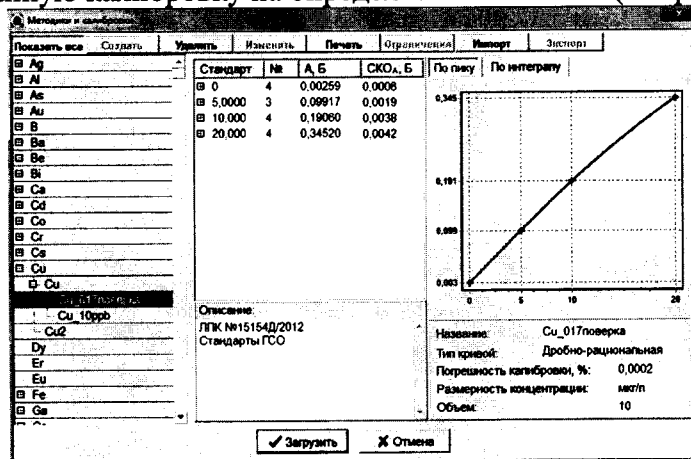 Методики и калибровки
Показать все Создать Удалить Изменить Печать Ограничения Импорт Экспорт
Ag
Al
As
Au
B
Ba
Be
Bi
Ca
Cd
Co
Cr
Cs
Cu
Cu
Cu_017поверка
Cu_10ppb
Cu2
Dy
Er
Eu
Fe
Ga
Стандарт № A, Б СКОА, Б
0 4 0,00259 0,0006
5,0000 3 0,09917 0,0019
10,000 4 0,19060 0,0038
20,000 4 0,34520 0,0042
Описание:
ЛПК №15154Д/2012
Стандарты ГСО
По пику По интегралу
0,345
0,191
0,099
0,003
0 5 10 20
Название: Cu_017поверка
Тип кривой: Дробно-рациональная
Погрешность калибровки, %: 0,0002
Размерность концентрации: мкг/л
Объем: 10
Загрузить Отмена